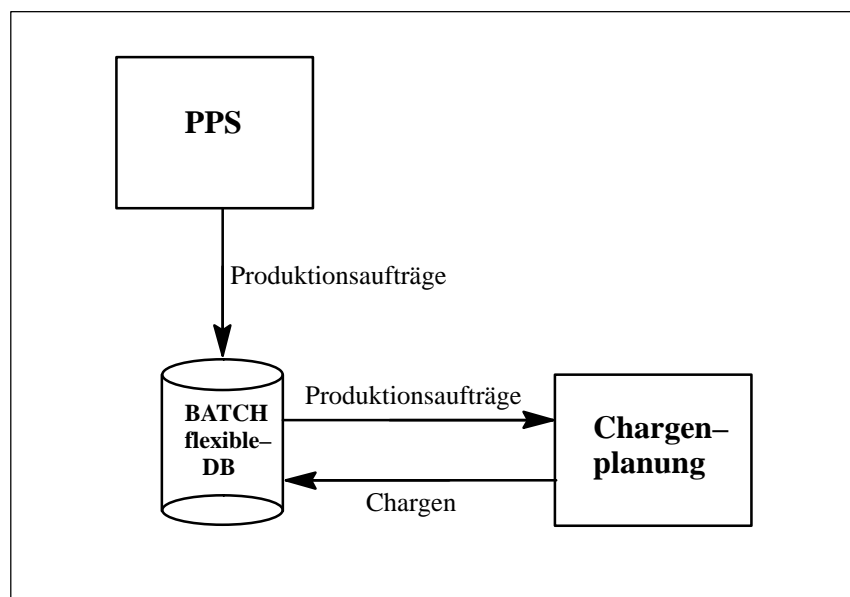 PPS
Produktionsaufträge
BATCH
flexible–
DB
Produktionsaufträge
Chargen
Chargen–
planung